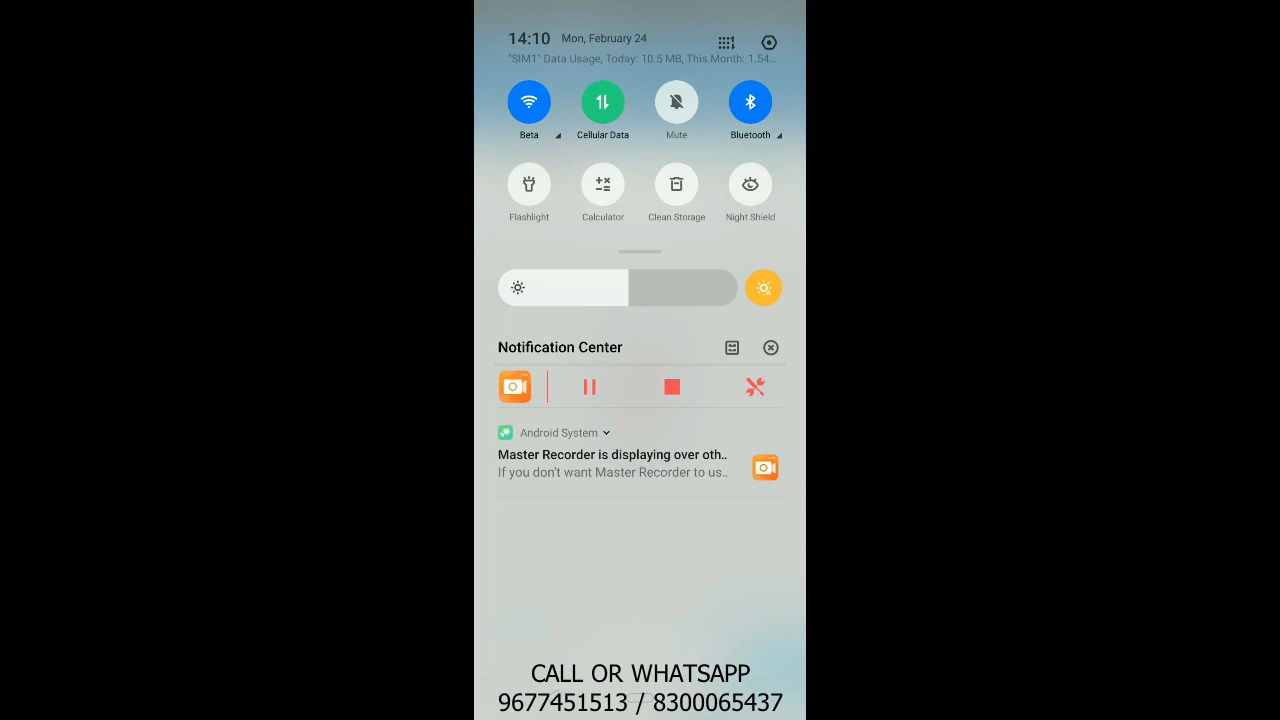 14:10 Mon, February 24
"SIM1" Data Usage, Today: 10.5 MB, This Month: 1.54...
Beta Cellular Data Mute Bluetooth
Flashlight Calculator Clean Storage Night Shield
Notification Center
Android System
Master Recorder is displaying over oth..
If you don't want Master Recorder to us..
CALL OR WHATSAPP
9677451513 / 8300065437